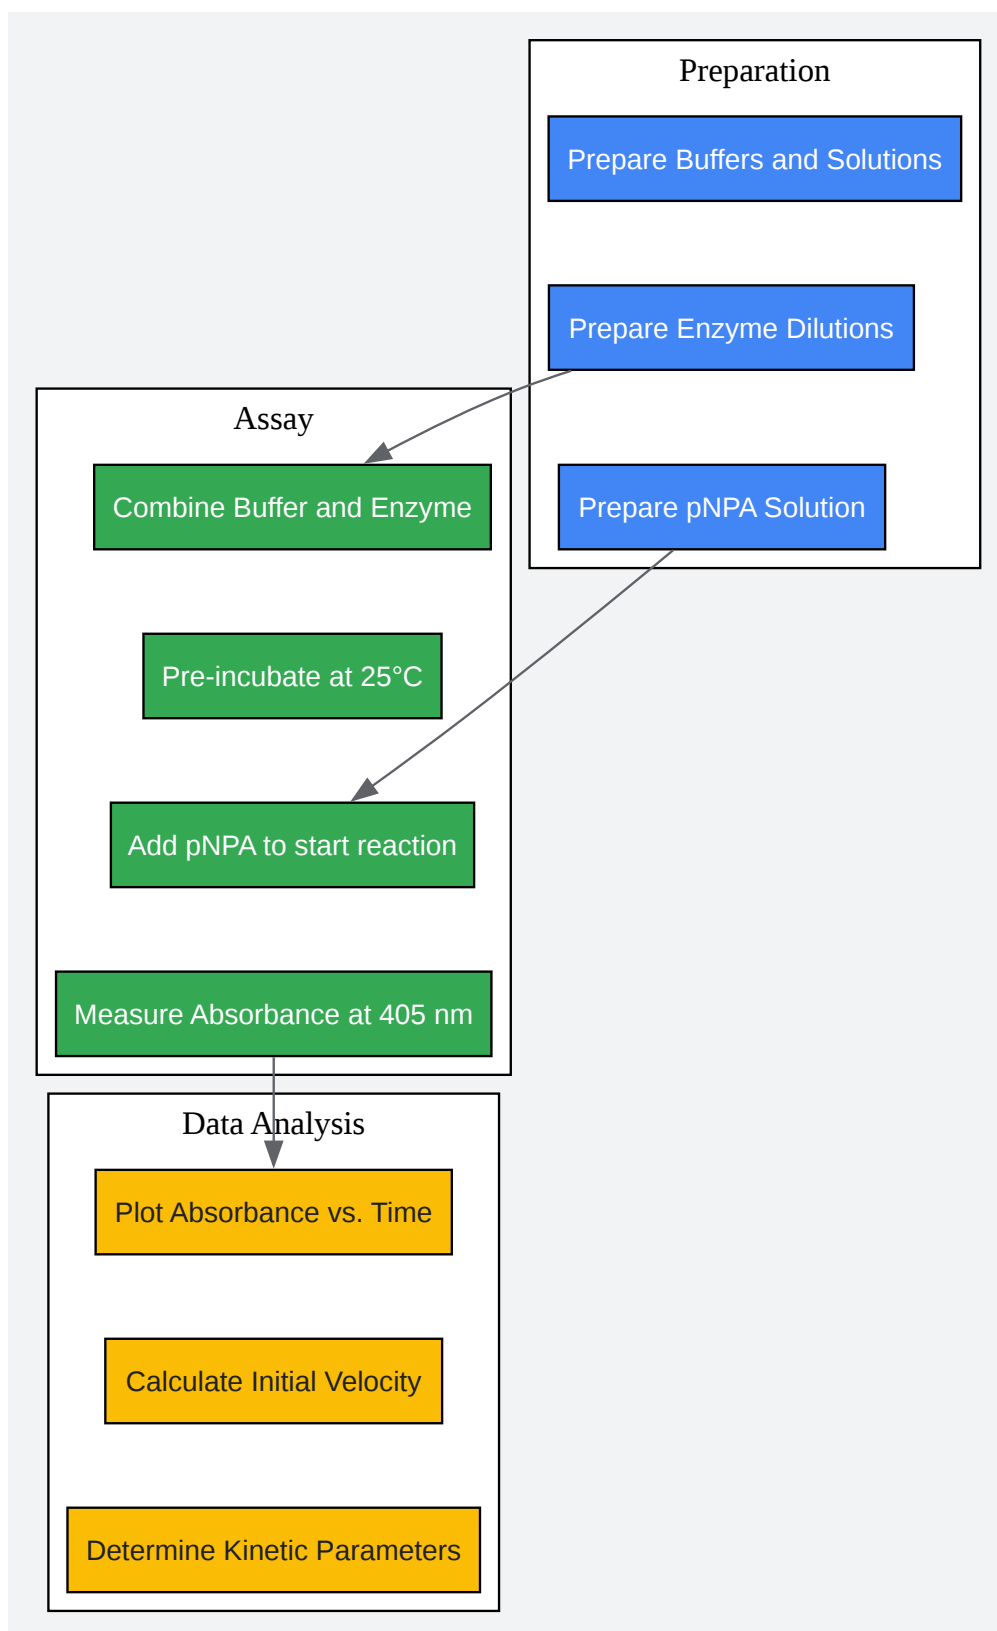 Preparation
Prepare Buffers and Solutions
Prepare Enzyme Dilutions
Prepare pNPA Solution
Assay
Combine Buffer and Enzyme
Pre-incubate at 25°C
Add pNPA to start reaction
Measure Absorbance at 405 nm
Data Analysis
Plot Absorbance vs. Time
Calculate Initial Velocity
Determine Kinetic Parameters